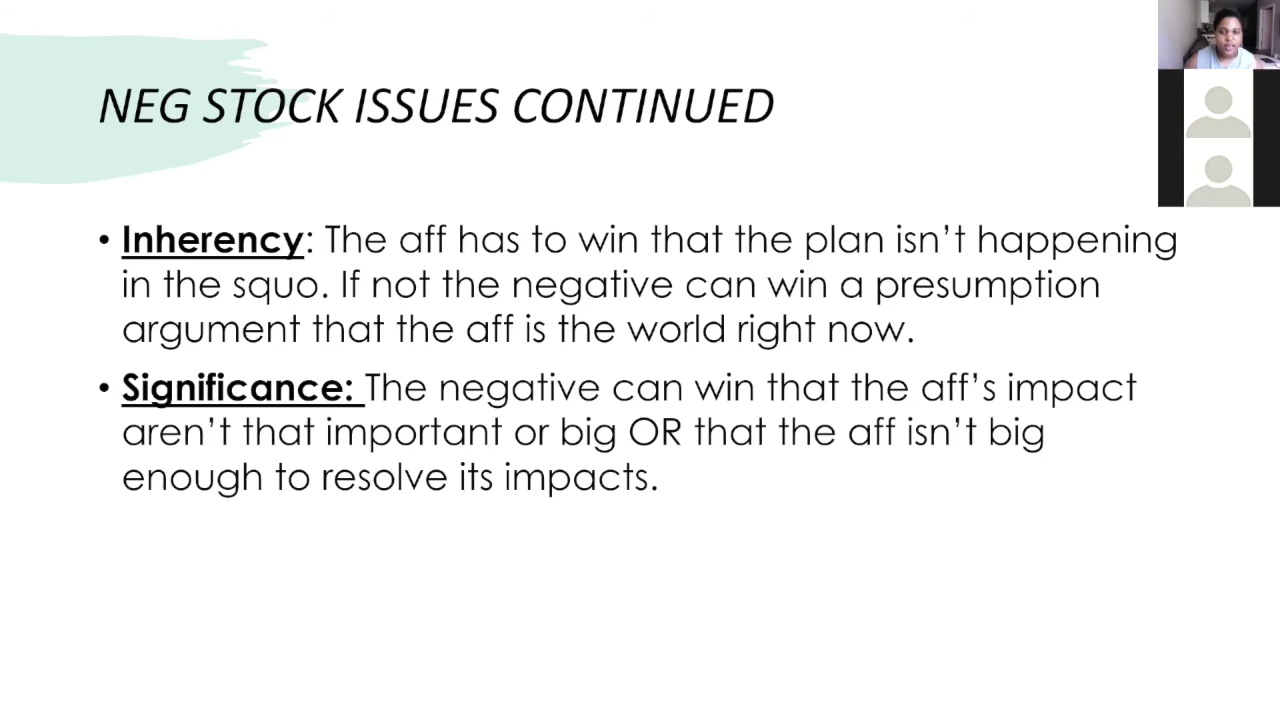 NEG STOCK ISSUES CONTINUED
• Inherency: The aff has to win that the plan isn’t happening
in the squo. If not the negative can win a presumption
argument that the aff is the world right now.
• Significance: The negative can win that the aff’s impact
aren’t that important or big OR that the aff isn’t big
enough to resolve its impacts.